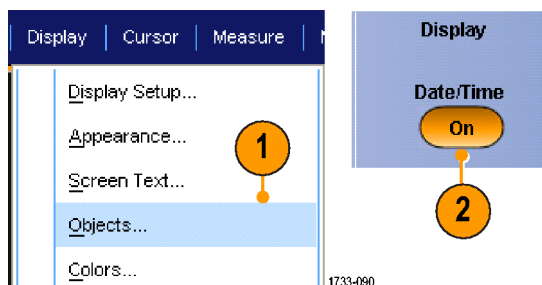 Display | Cursor | Measure |
Display Setup...
Appearance...
Screen Text...
Objects...
Colors...
1
Display
Date/Time
On
2
1733-090